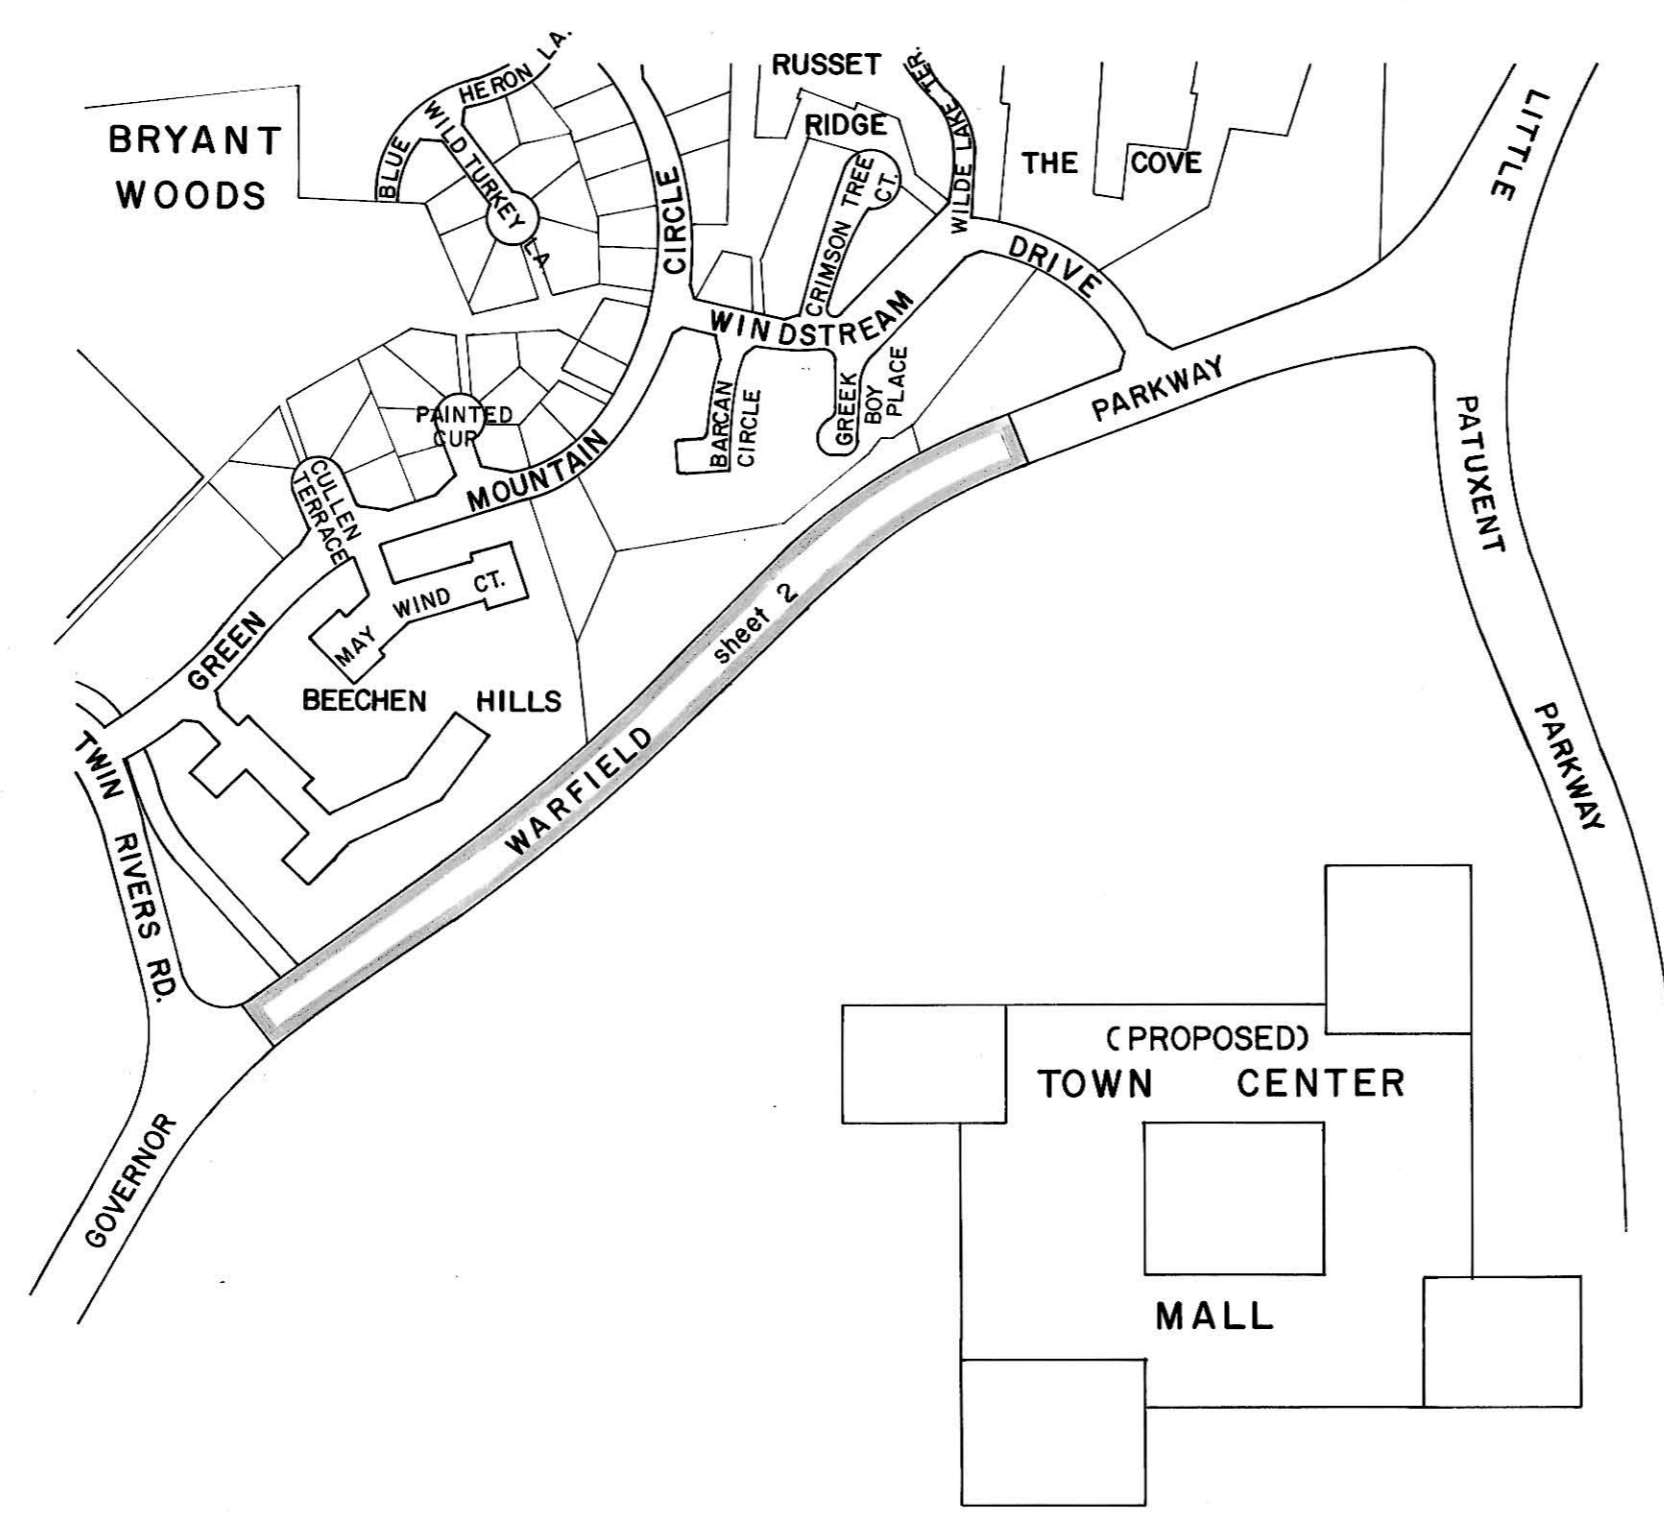 BRYANT
WOODS
BLUE HERON LA.
WILD TURKEY LA
RUSSET
RIDGE
CRIMSON TREE
CT.
WILDE LAKE TER.
THE COVE
LITTLE
PATUXENT
PARKWAY
CIRCLE
WINDSTREAM
DRIVE
PARKWAY
BARCAN
CIRCLE
GREEK
BOY
PLACE
PAINTED
CUP
MOUNTAIN
CULLEN
TERRACE
GREEN
MAY WIND CT.
BEECHEN HILLS
sheet 2
WARFIELD
TWIN RIVERS RD.
GOVERNOR
(PROPOSED)
TOWN CENTER
MALL